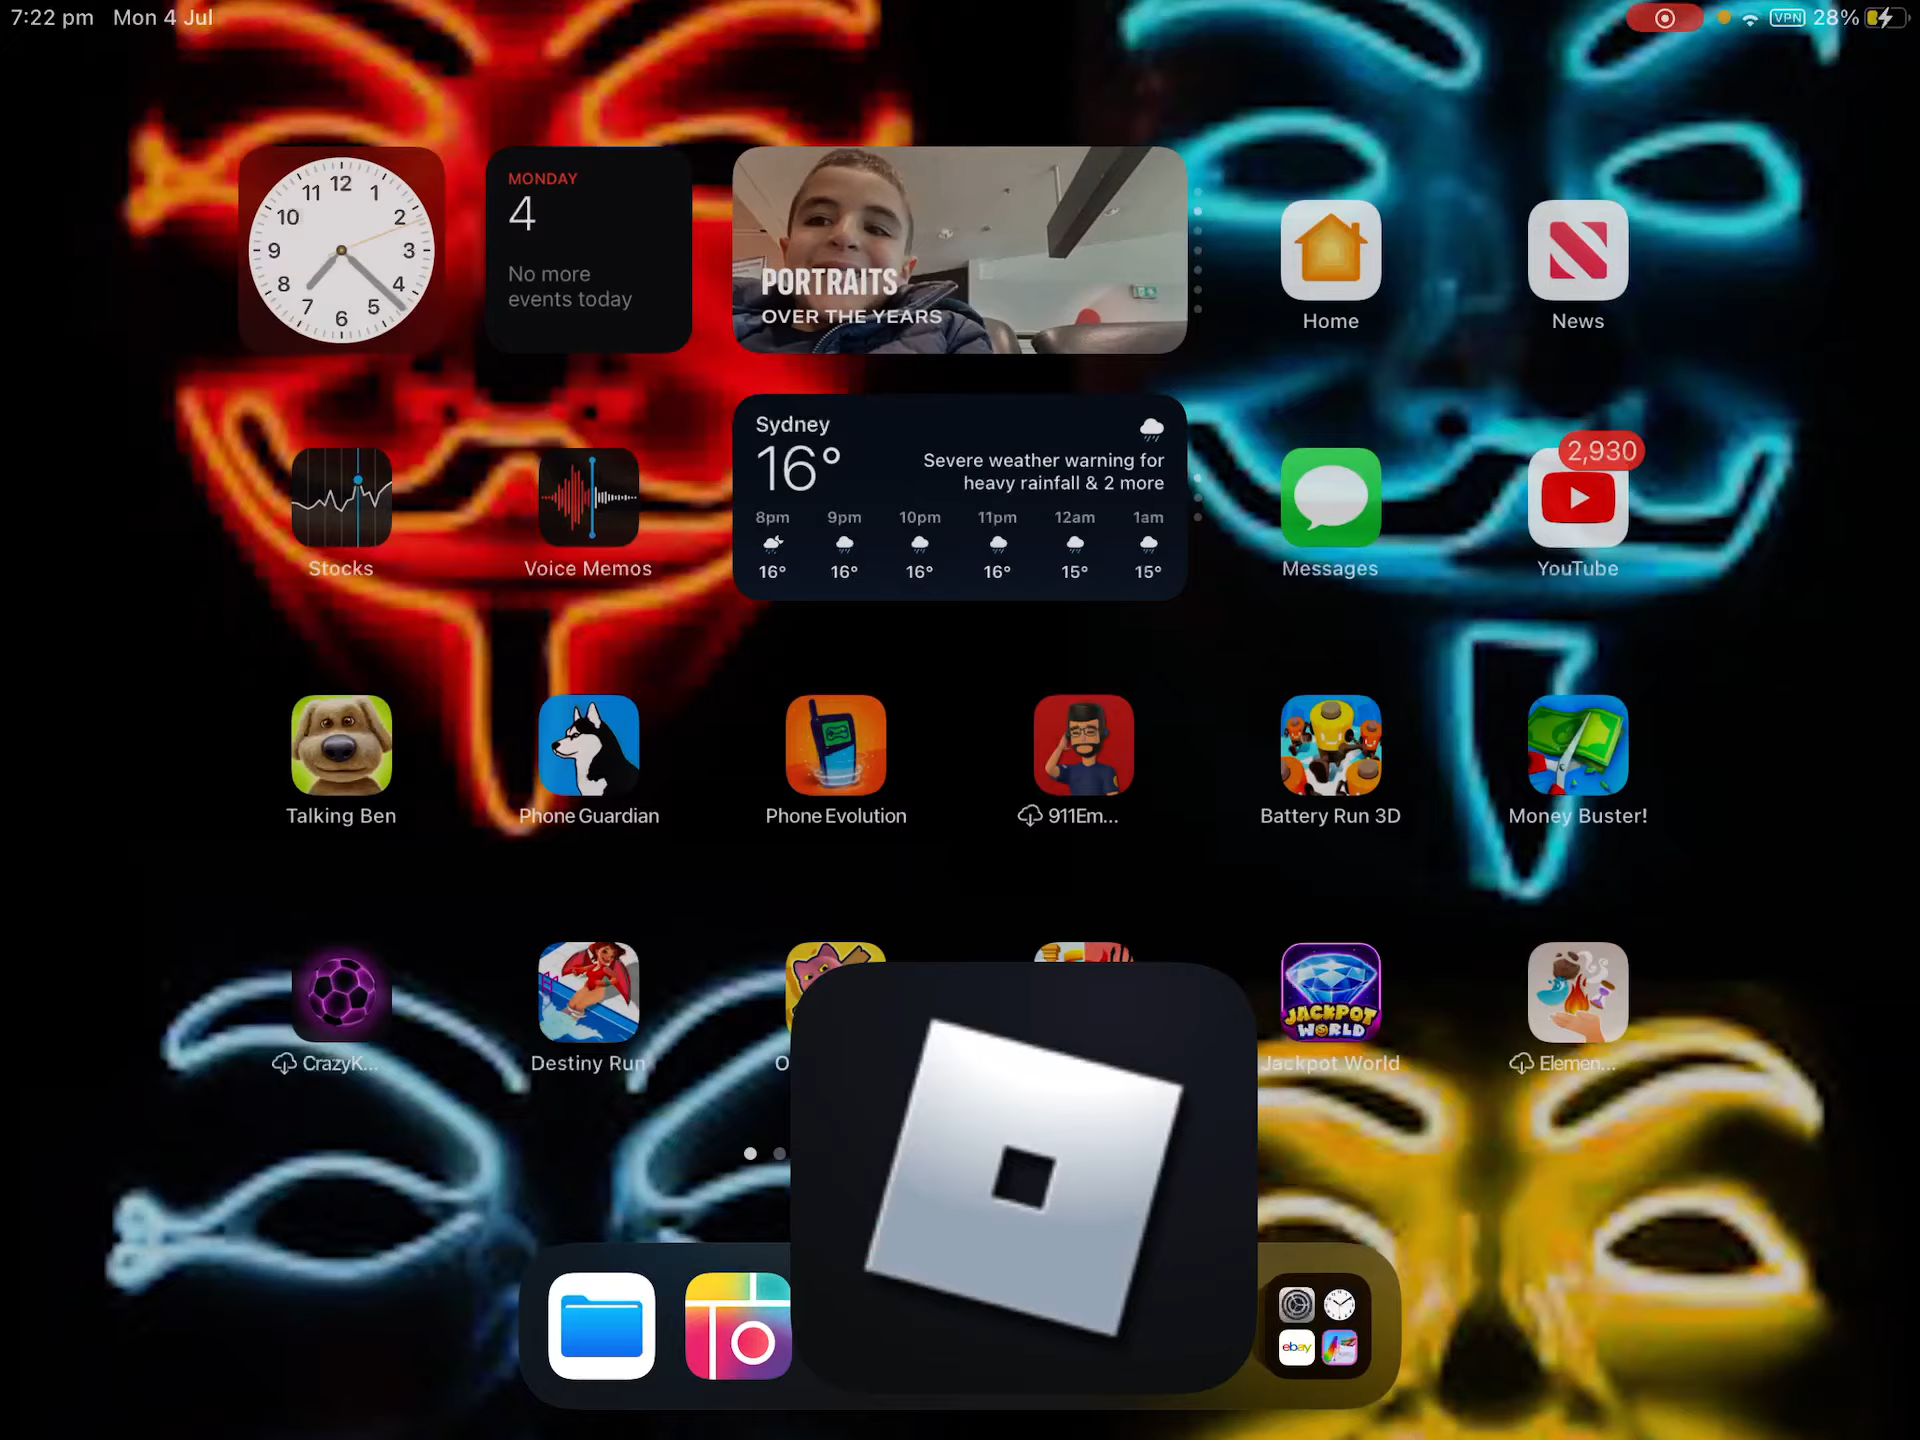 7:22 pm Mon 4 Jul
VPN 28%
12
1
2
3
4
5
6
7
8
9
10
11
MONDAY
4
No more
events today
PORTRAITS
OVER THE YEARS
Home
News
Sydney
16°
Severe weather warning for
heavy rainfall & 2 more
8pm 9pm 10pm 11pm 12am 1am
16° 16° 16° 16° 15° 15°
Stocks
Voice Memos
Messages
2,930
YouTube
Talking Ben
Phone Guardian
Phone Evolution
911Em...
Battery Run 3D
Money Buster!
JACKPOT
WORLD
CrazyK...
Destiny Run
O
Jackpot World
Elemen...
ebay